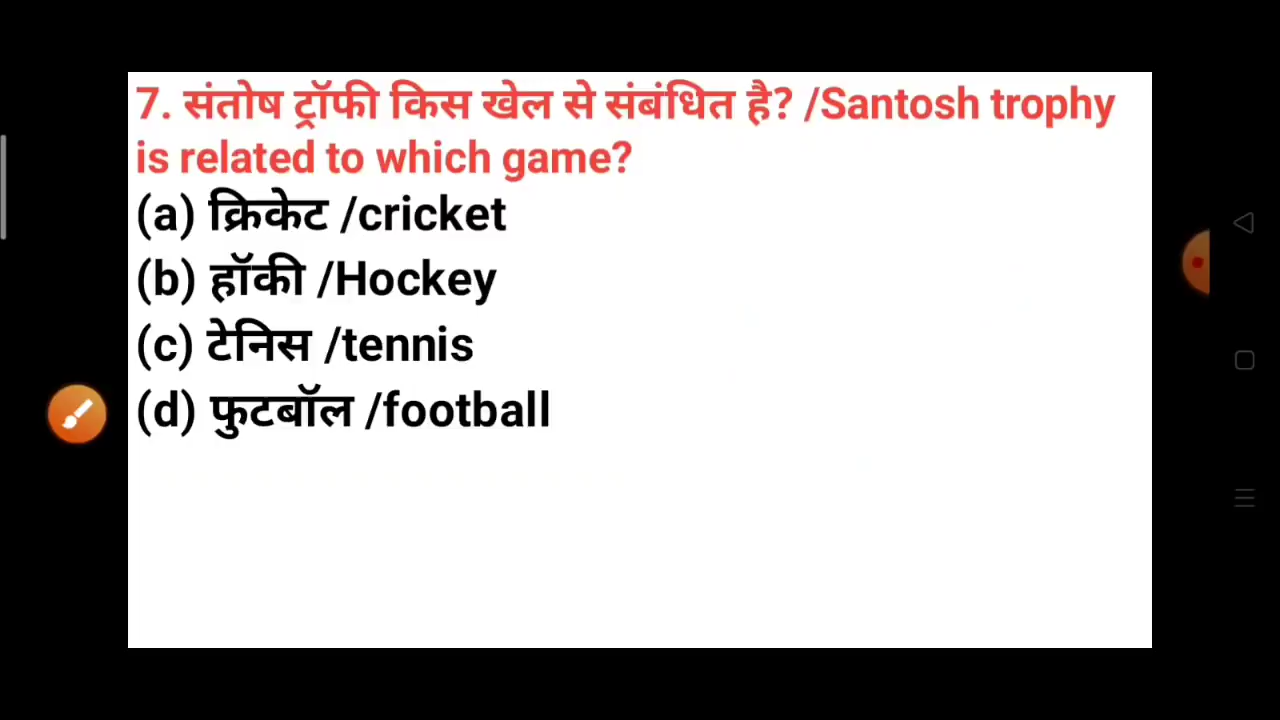 7. संतोष ट्रॉफी किस खेल से संबंधित है? /Santosh trophy
is related to which game?
(a) क्रिकेट /cricket
(b) हॉकी /Hockey
(c) टेनिस /tennis
(d) फुटबॉल /football